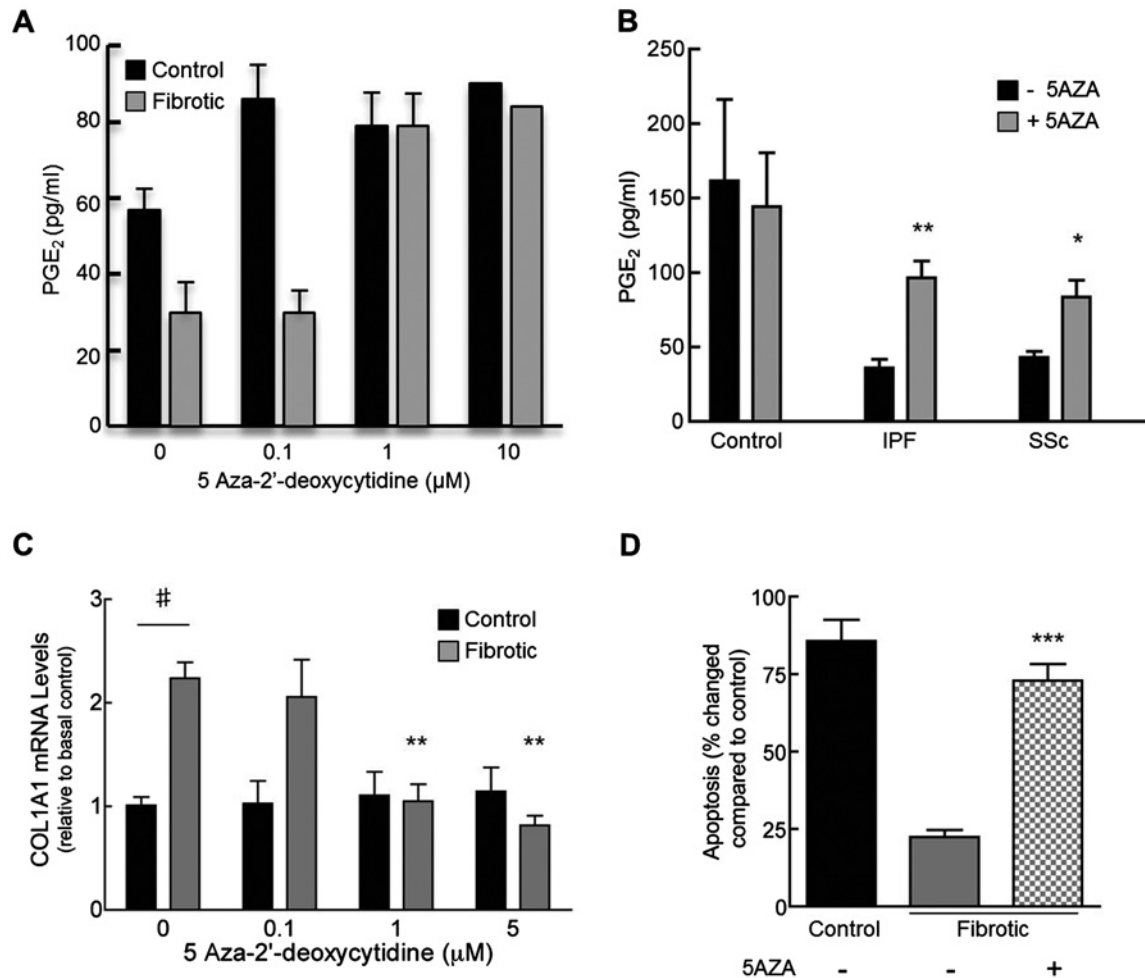 A
Control
Fibrotic
100
80
60
40
20
0
PGE2 (pg/ml)
0 0.1 1 10
5 Aza-2'-deoxycytidine (µM)
B
250
200
150
100
50
0
PGE2 (pg/ml)
- 5AZA
+ 5AZA
**
*
Control IPF SSc
C
3
2
1
0
COL1A1 mRNA Levels
(relative to basal control)
#
Control
Fibrotic
**
**
0 0.1 1 5
5 Aza-2'-deoxycytidine (µM)
D
100
75
50
25
0
Apoptosis (% changed
compared to control)
***
Control Fibrotic
5AZA - - +